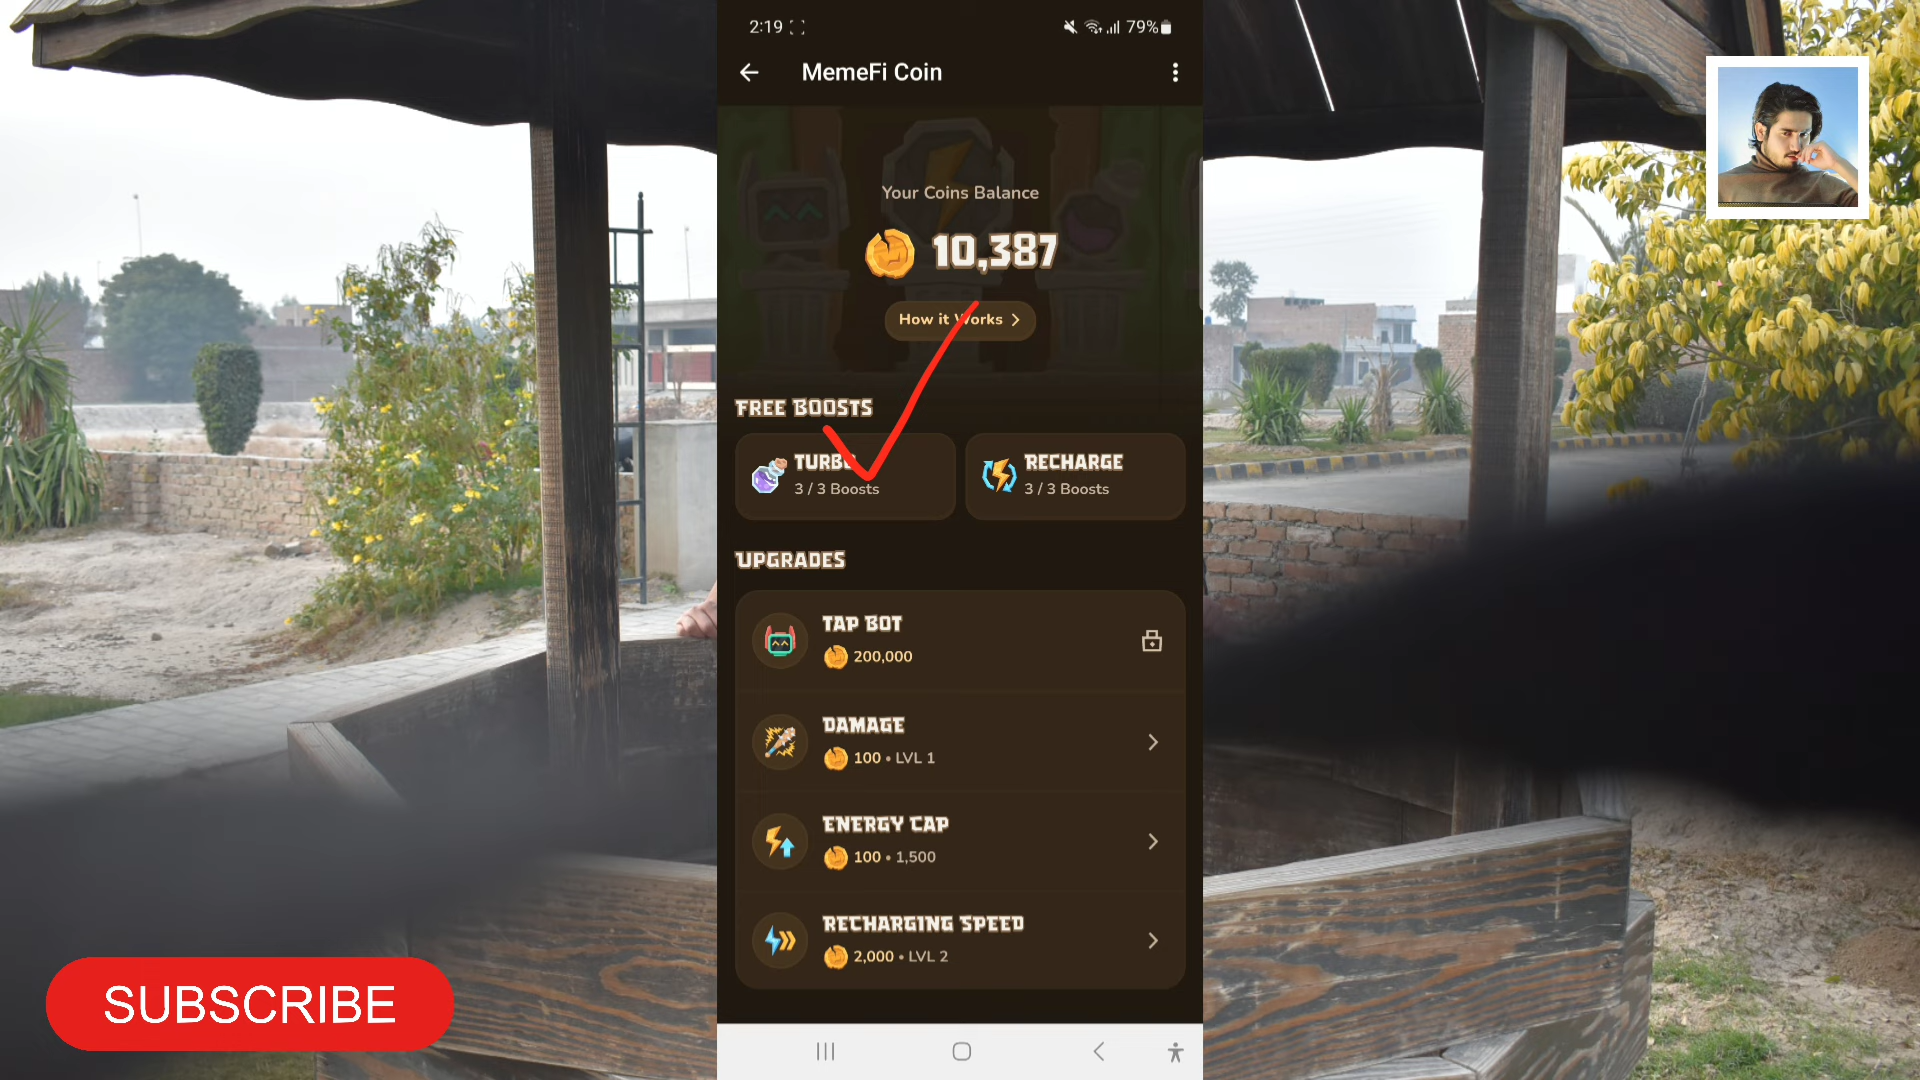 2:19
79%
MemeFi Coin
Your Coins Balance
10,387
How it Works
FREE BOOSTS
TURBO
3 / 3 Boosts
RECHARGE
3 / 3 Boosts
UPGRADES
TAP BOT
200,000
DAMAGE
100 • LVL 1
ENERGY CAP
100 • 1,500
RECHARGING SPEED
2,000 • LVL 2
SUBSCRIBE